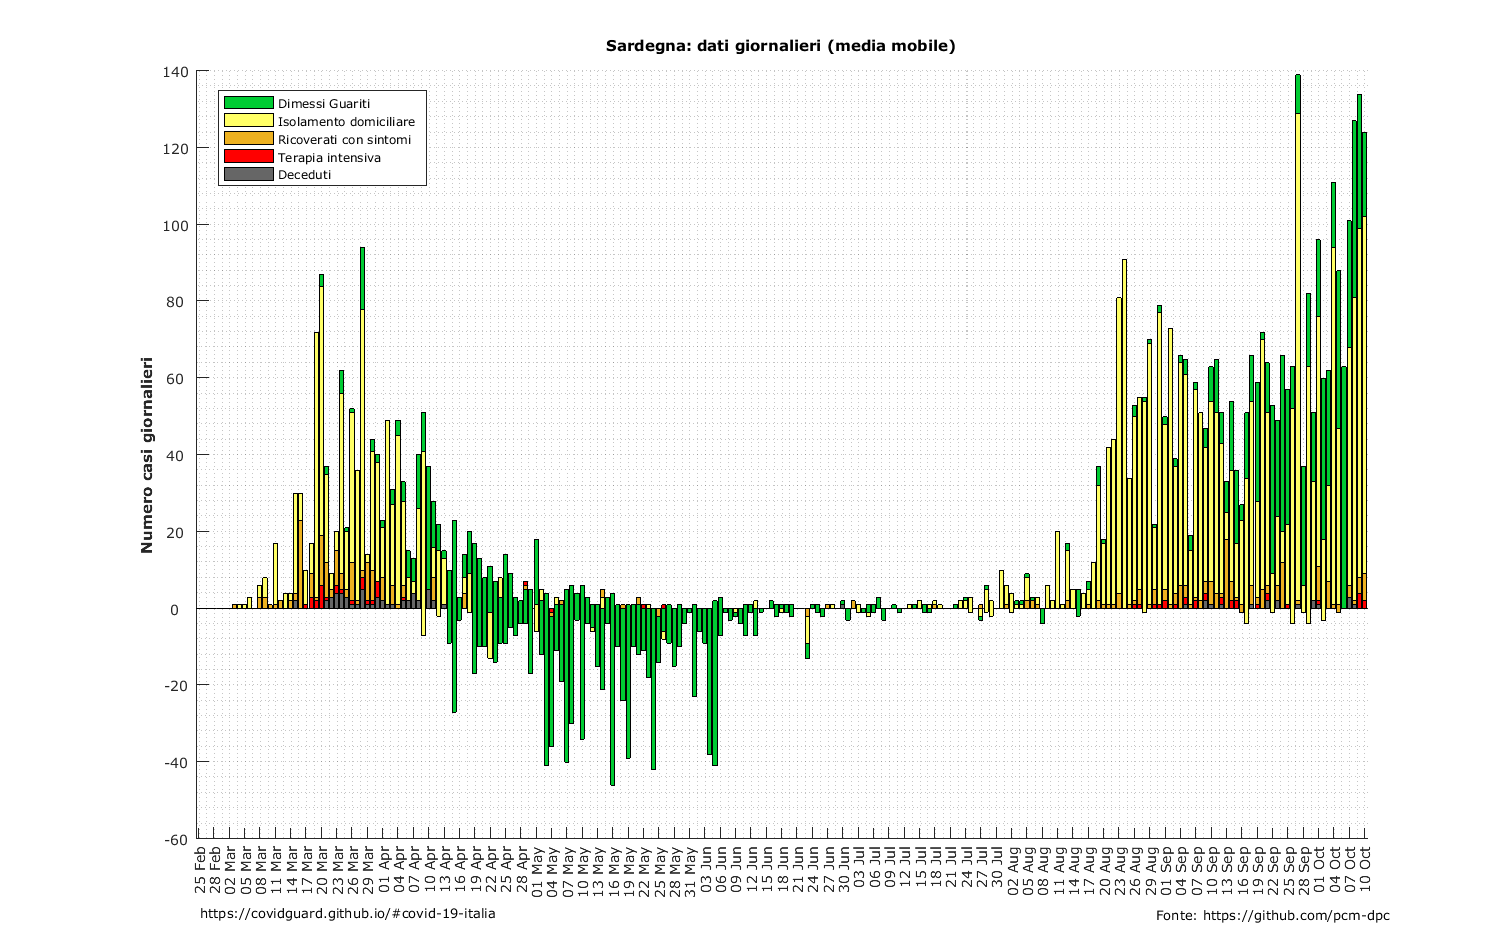 Sardegna: dati giornalieri (media mobile)
Numero casi giornalieri
140
120
100
80
60
40
20
0
-20
-40
-60
Dimessi Guariti
Isolamento domiciliare
Ricoverati con sintomi
Terapia intensiva
Deceduti
25 Feb
28 Feb
02 Mar
05 Mar
08 Mar
11 Mar
14 Mar
17 Mar
20 Mar
23 Mar
26 Mar
29 Mar
01 Apr
04 Apr
07 Apr
10 Apr
13 Apr
16 Apr
19 Apr
22 Apr
25 Apr
28 Apr
01 May
04 May
07 May
10 May
13 May
16 May
19 May
22 May
25 May
28 May
31 May
03 Jun
06 Jun
09 Jun
12 Jun
15 Jun
18 Jun
21 Jun
24 Jun
27 Jun
30 Jun
03 Jul
06 Jul
09 Jul
12 Jul
15 Jul
18 Jul
21 Jul
24 Jul
27 Jul
30 Jul
02 Aug
05 Aug
08 Aug
11 Aug
14 Aug
17 Aug
20 Aug
23 Aug
26 Aug
29 Aug
01 Sep
04 Sep
07 Sep
10 Sep
13 Sep
16 Sep
19 Sep
22 Sep
25 Sep
28 Sep
01 Oct
04 Oct
07 Oct
10 Oct
https://covidguard.github.io/#covid-19-italia
Fonte: https://github.com/pcm-dpc